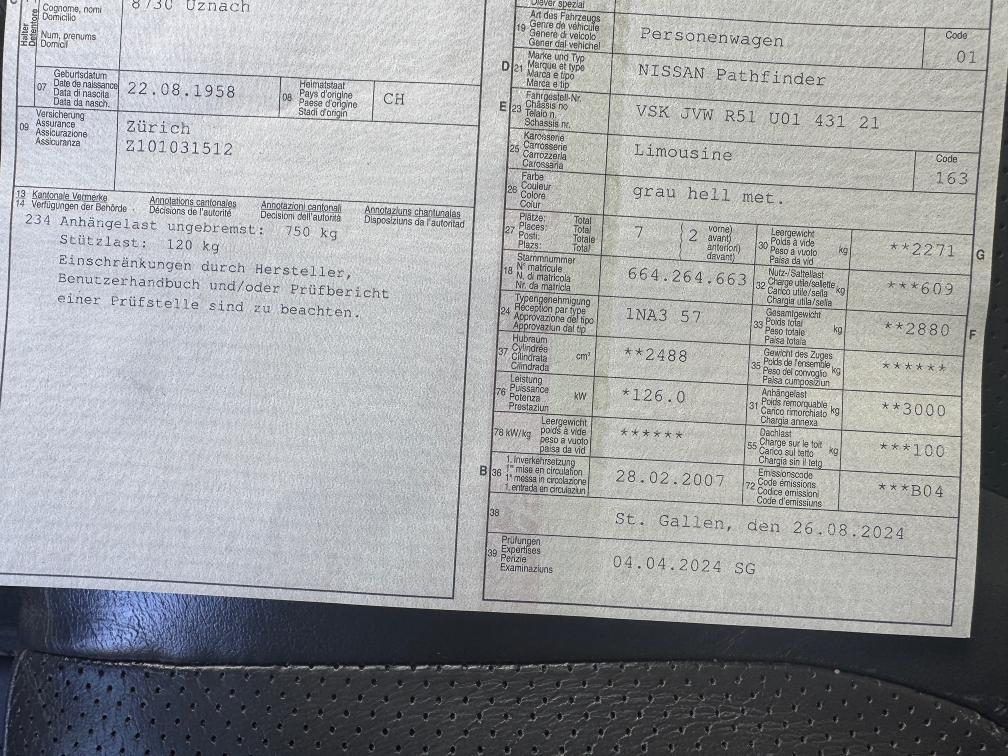 Cognome, nomi
Domicilio
Num, prenums
Domicil
8730 Uznach
Halter
Detentore
07
Geburtsdatum
Date de naissance
Data di nascita
Data da nasch.
22.08.1958
08
Heimatstaat
Pays d'origine
Paese d'origine
Stadi d'origin
CH
09
Versicherung
Assurance
Assicurazione
Assicuranza
Zürich
Z101031512
13 Kantonale Vermerke
14 Verfügungen der Behörde
Annotations cantonales
Décisions de l'autorité
Annotazioni cantonali
Decisioni dell'autorità
Annotaziuns chantunalas
Disposiziuns da l'autoritad
234 Anhängelast ungebremst: 750 kg
Stützlast: 120 kg
Einschränkungen durch Hersteller,
Benutzerhandbuch und/oder Prüfbericht
einer Prüfstelle sind zu beachten.
19
Art des Fahrzeugs
Genre de véhicule
Genere di veicolo
Gener dal vehichel
Personenwagen
Code
01
D 21
Marke und Typ
Marque et type
Marca e tipo
Marca e tip
NISSAN Pathfinder
E 23
Fahrgestell-Nr.
Châssis no
Telaio n.
Schassis nr.
VSK JVW R51 U01 431 21
25
Karosserie
Carrosserie
Carrozzeria
Carossaria
Limousine
Code
163
26
Farbe
Couleur
Colore
Colur
grau hell met.
27
Plätze: Total
Places: Total
Posti: Totale
Plazs: Total
7
2
vorne)
avant)
anteriori)
davant)
30
Leergewicht
Poids à vide
Peso a vuoto
Paisa da vid
kg
**2271
G
18
Stammnummer
N° matricule
N. di matricola
Nr. da matricla
664.264.663
32
Nutz-/Sattellast
Charge utile/sellette
Carico utile/sella
Chargia utila/sella
kg
***609
24
Typengenehmigung
Réception par type
Approvazione del tipo
Approvaziun dal tip
1NA3 57
33
Gesamtgewicht
Poids total
Peso totale
Paisa totala
kg
**2880
F
37
Hubraum
Cylindrée
Cilindrata
Cilindrada
cm³
**2488
35
Gewicht des Zuges
Poids de l'ensemble
Peso del convoglio
Paisa cumposiziun
kg
******
76
Leistung
Puissance
Potenza
Prestaziun
kW
*126.0
31
Anhängelast
Poids remorquable
Carico rimorchiato
Chargia annexa
kg
**3000
78 kW/kg
Leergewicht
poids à vide
peso a vuoto
paisa da vid
******
55
Dachlast
Charge sur le toit
Carico sul tetto
Chargia sin il tetg
kg
***100
B 36
1. Inverkehrsetzung
1re mise en circulation
1a messa in circolazione
1. entrada en circulaziun
28.02.2007
72
Emissionscode
Code émissions
Codice emissioni
Code d'emissiuns
***B04
38
St. Gallen, den 26.08.2024
39
Prüfungen
Expertises
Perizie
Examinaziuns
04.04.2024 SG